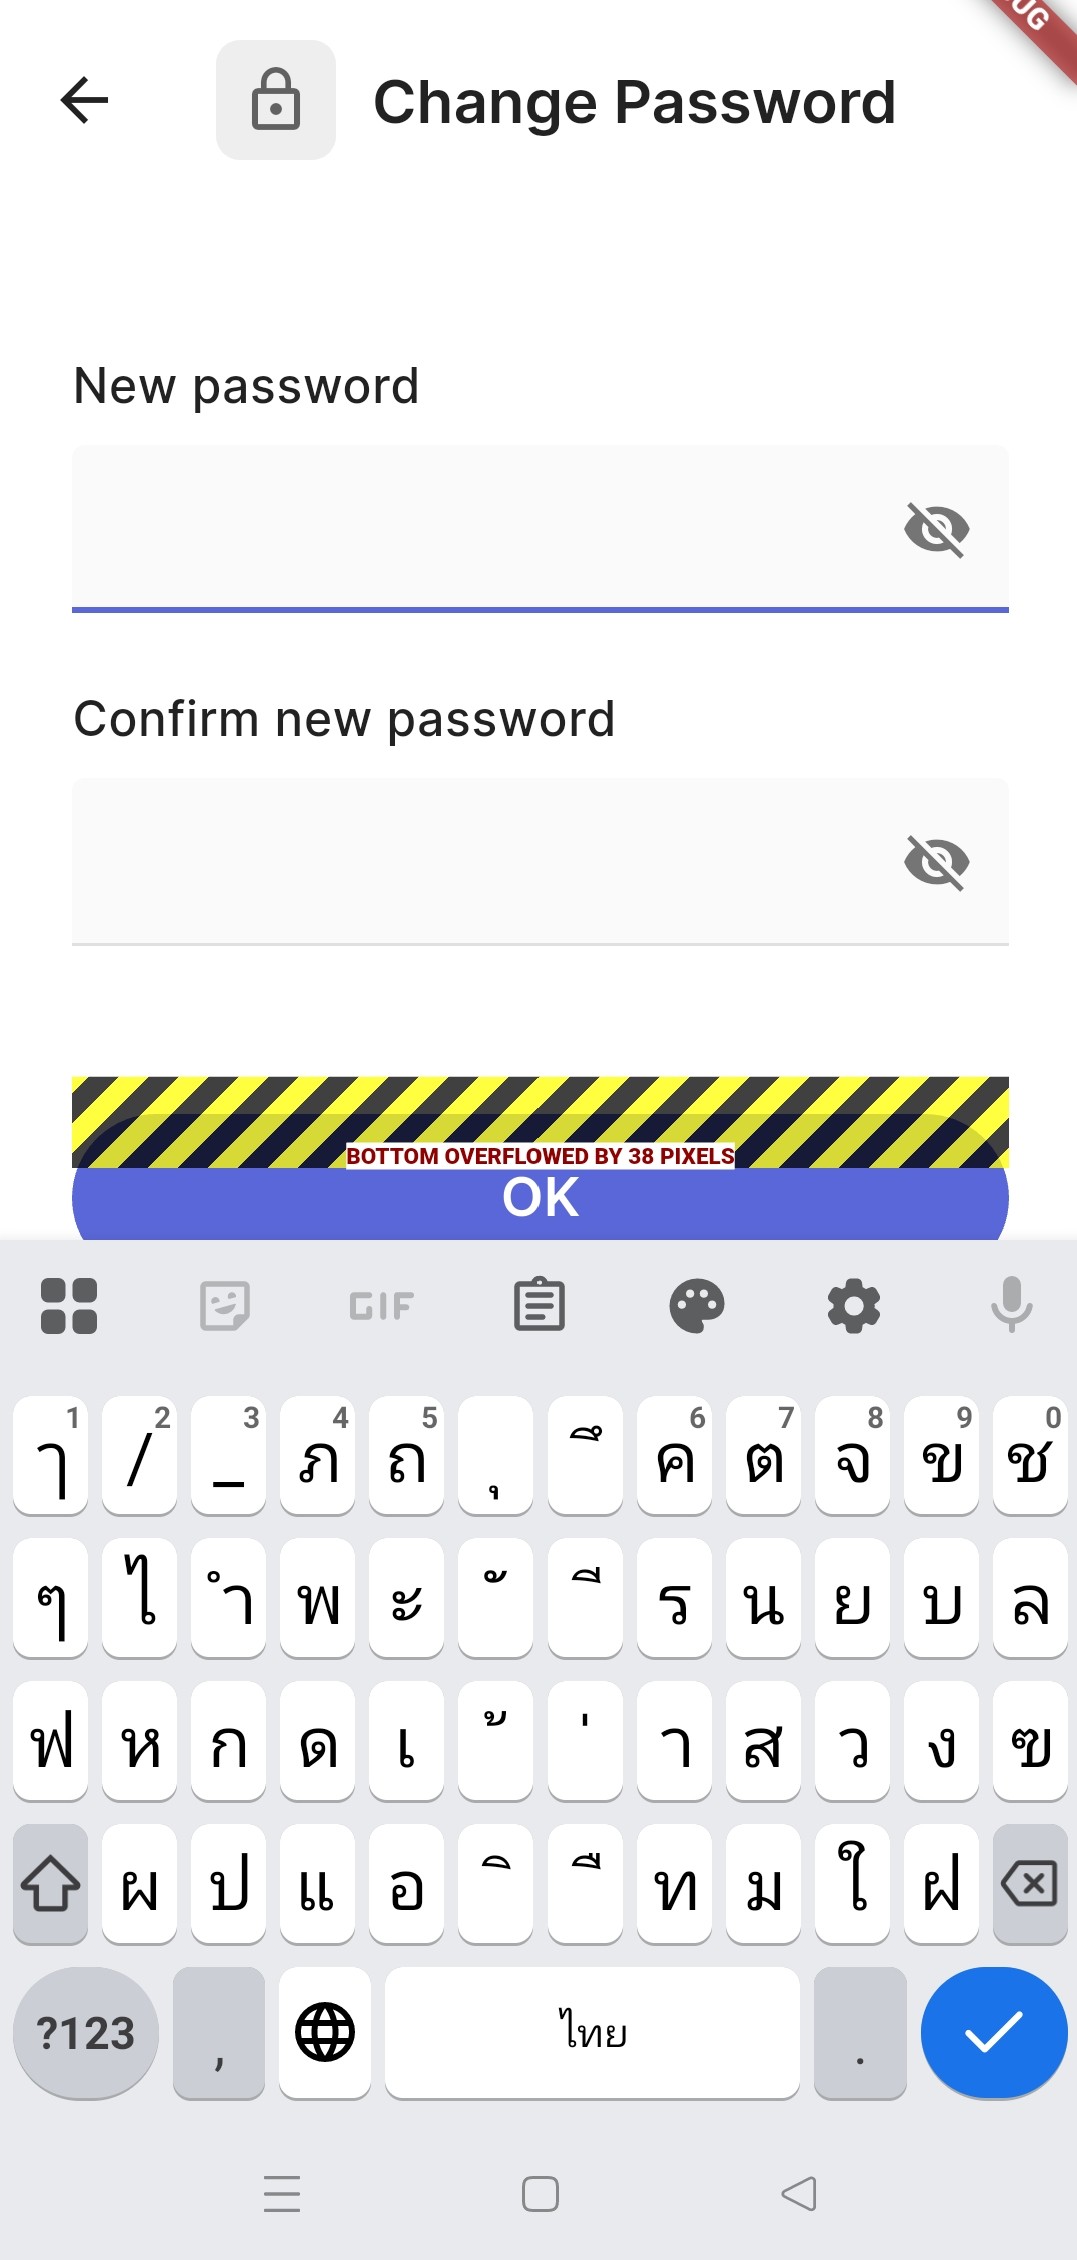 UG
Change Password
New password
Confirm new password
BOTTOM OVERFLOWED BY 38 PIXELS
OK
GIF
1 2 3 4 5 6 7 8 9 0
ๅ / _ ภ ถ ุ ึ ค ต จ ข ช
ๆ ไ ำ พ ะ ั ี ร น ย บ ล
ฟ ห ก ด เ ้ ่ า ส ว ง ฃ
ผ ป แ อ ิ ื ท ม ใ ฝ
?123 , ไทย .